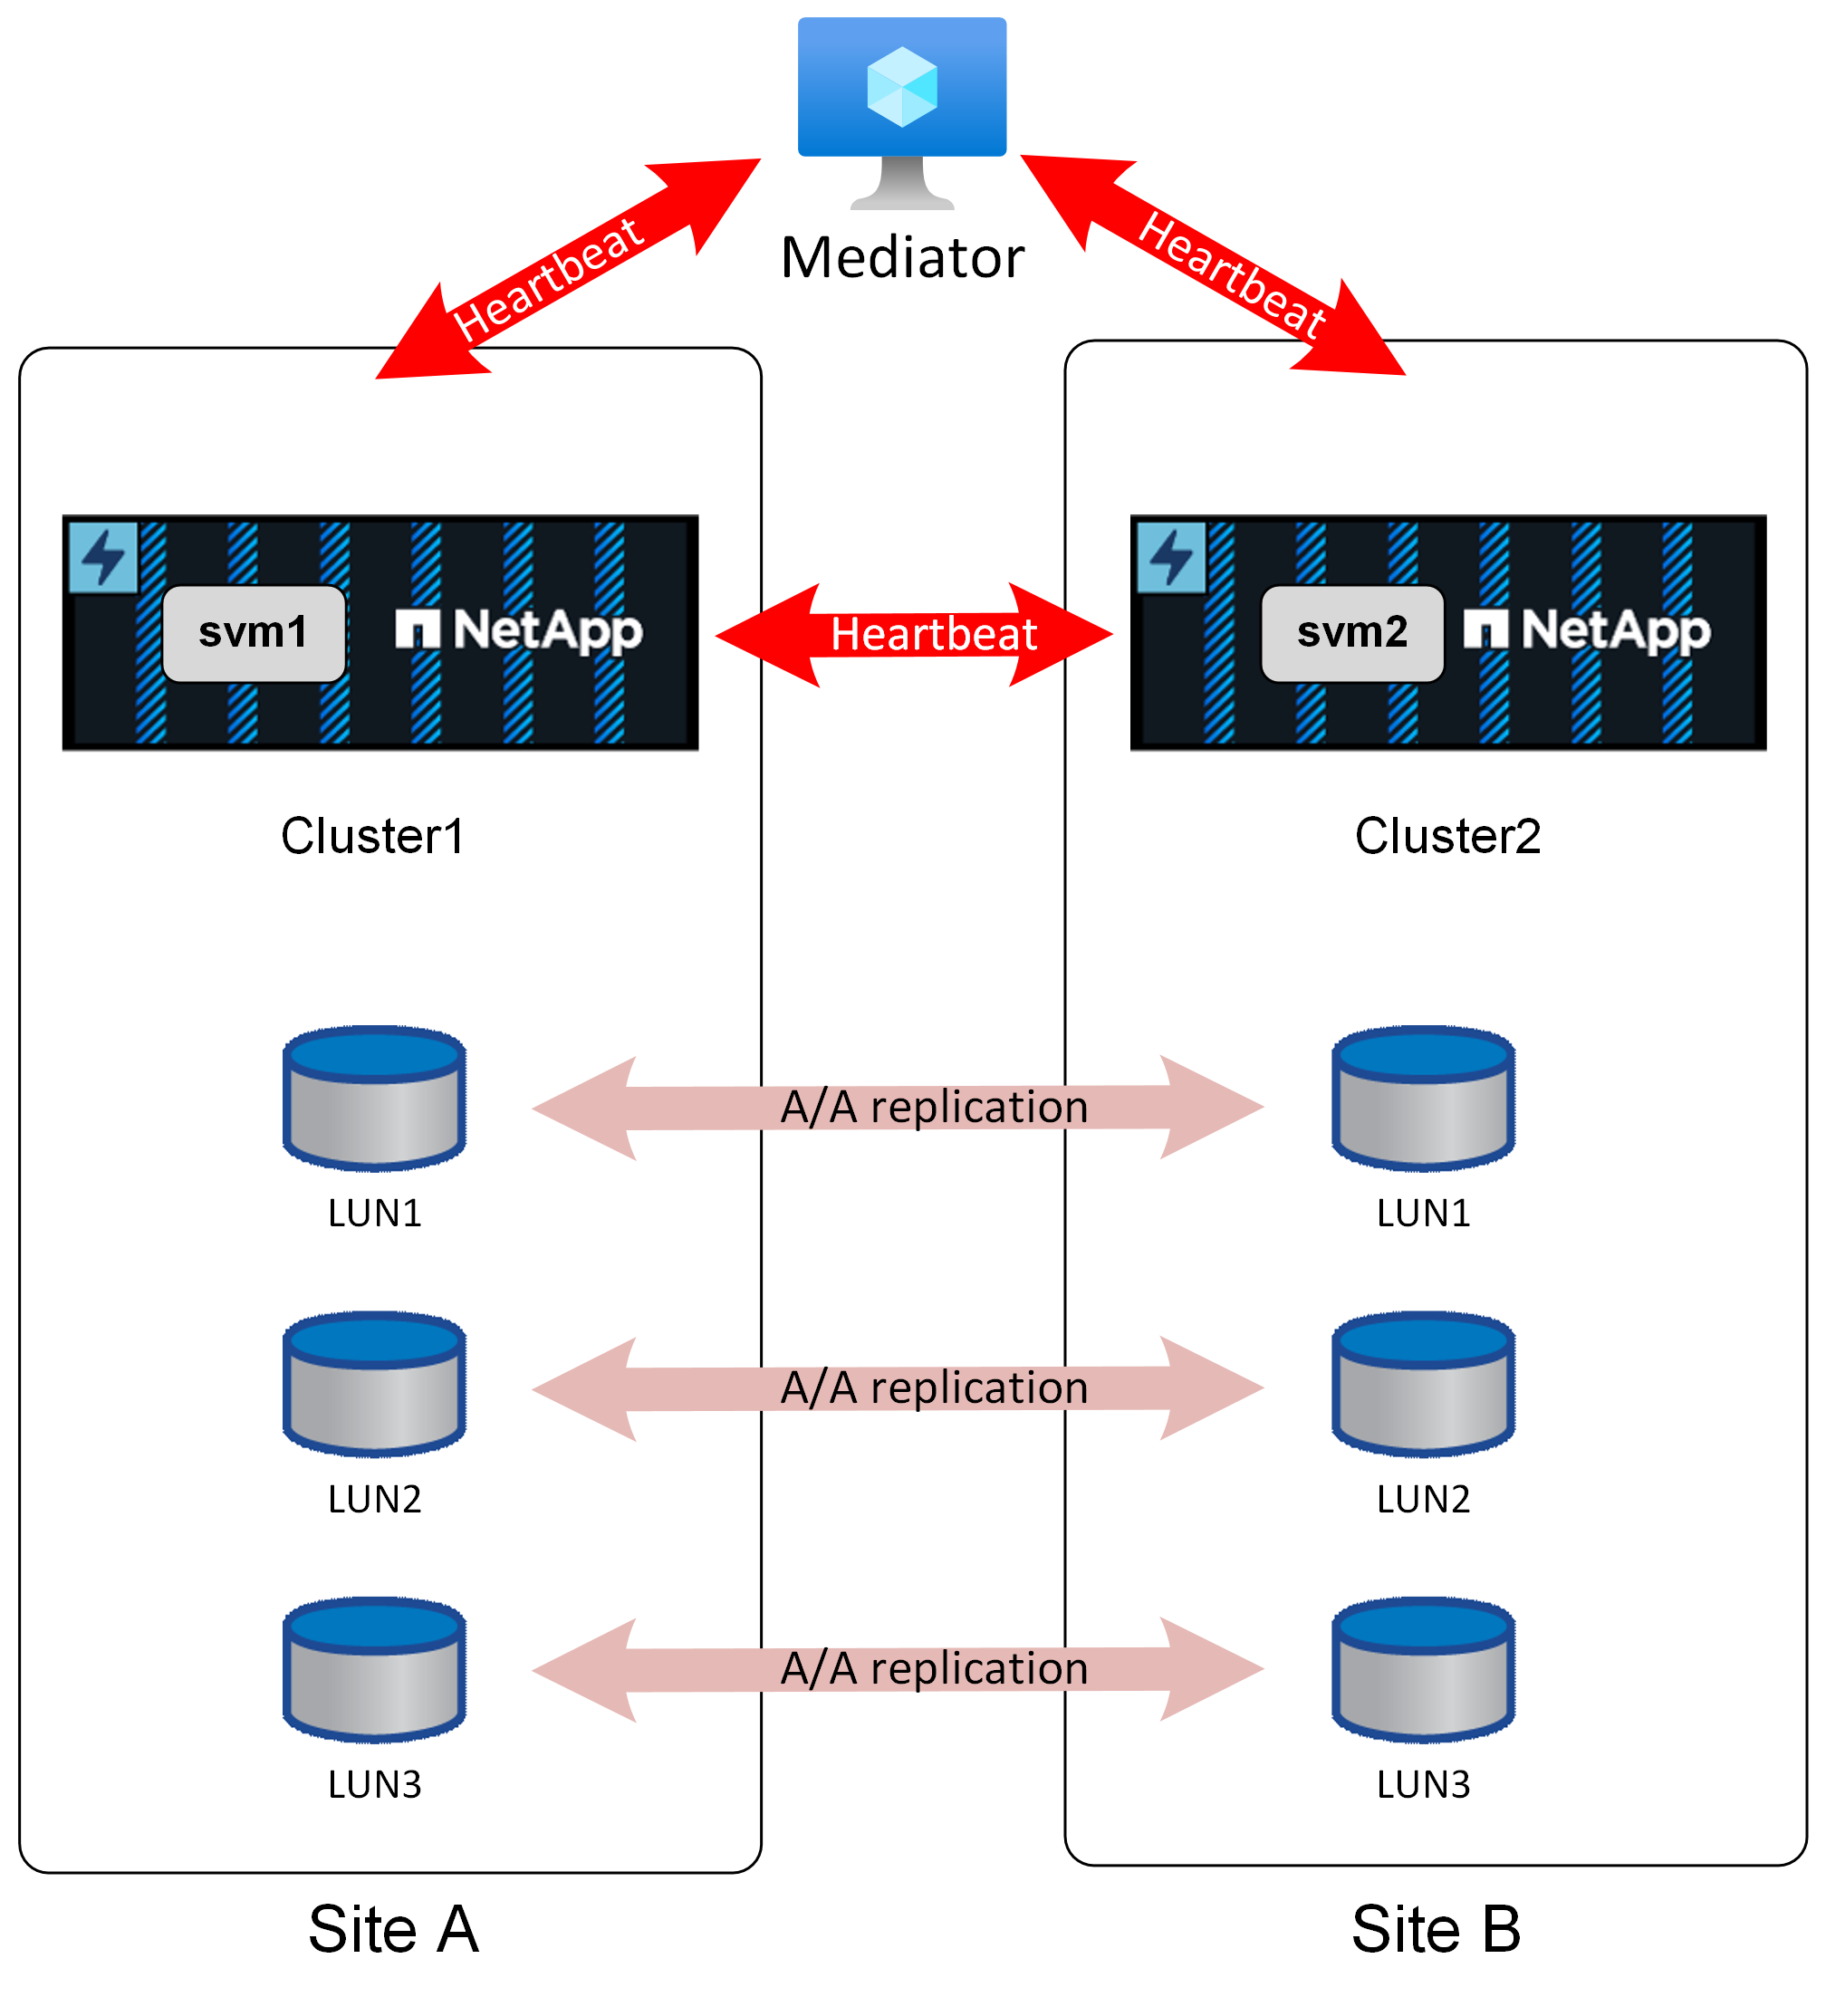 Mediator
Heartbeat
Heartbeat
svm1
NetApp
Heartbeat
svm2
NetApp
Cluster1
Cluster2
A/A replication
LUN1
LUN1
A/A replication
LUN2
LUN2
A/A replication
LUN3
LUN3
Site A
Site B